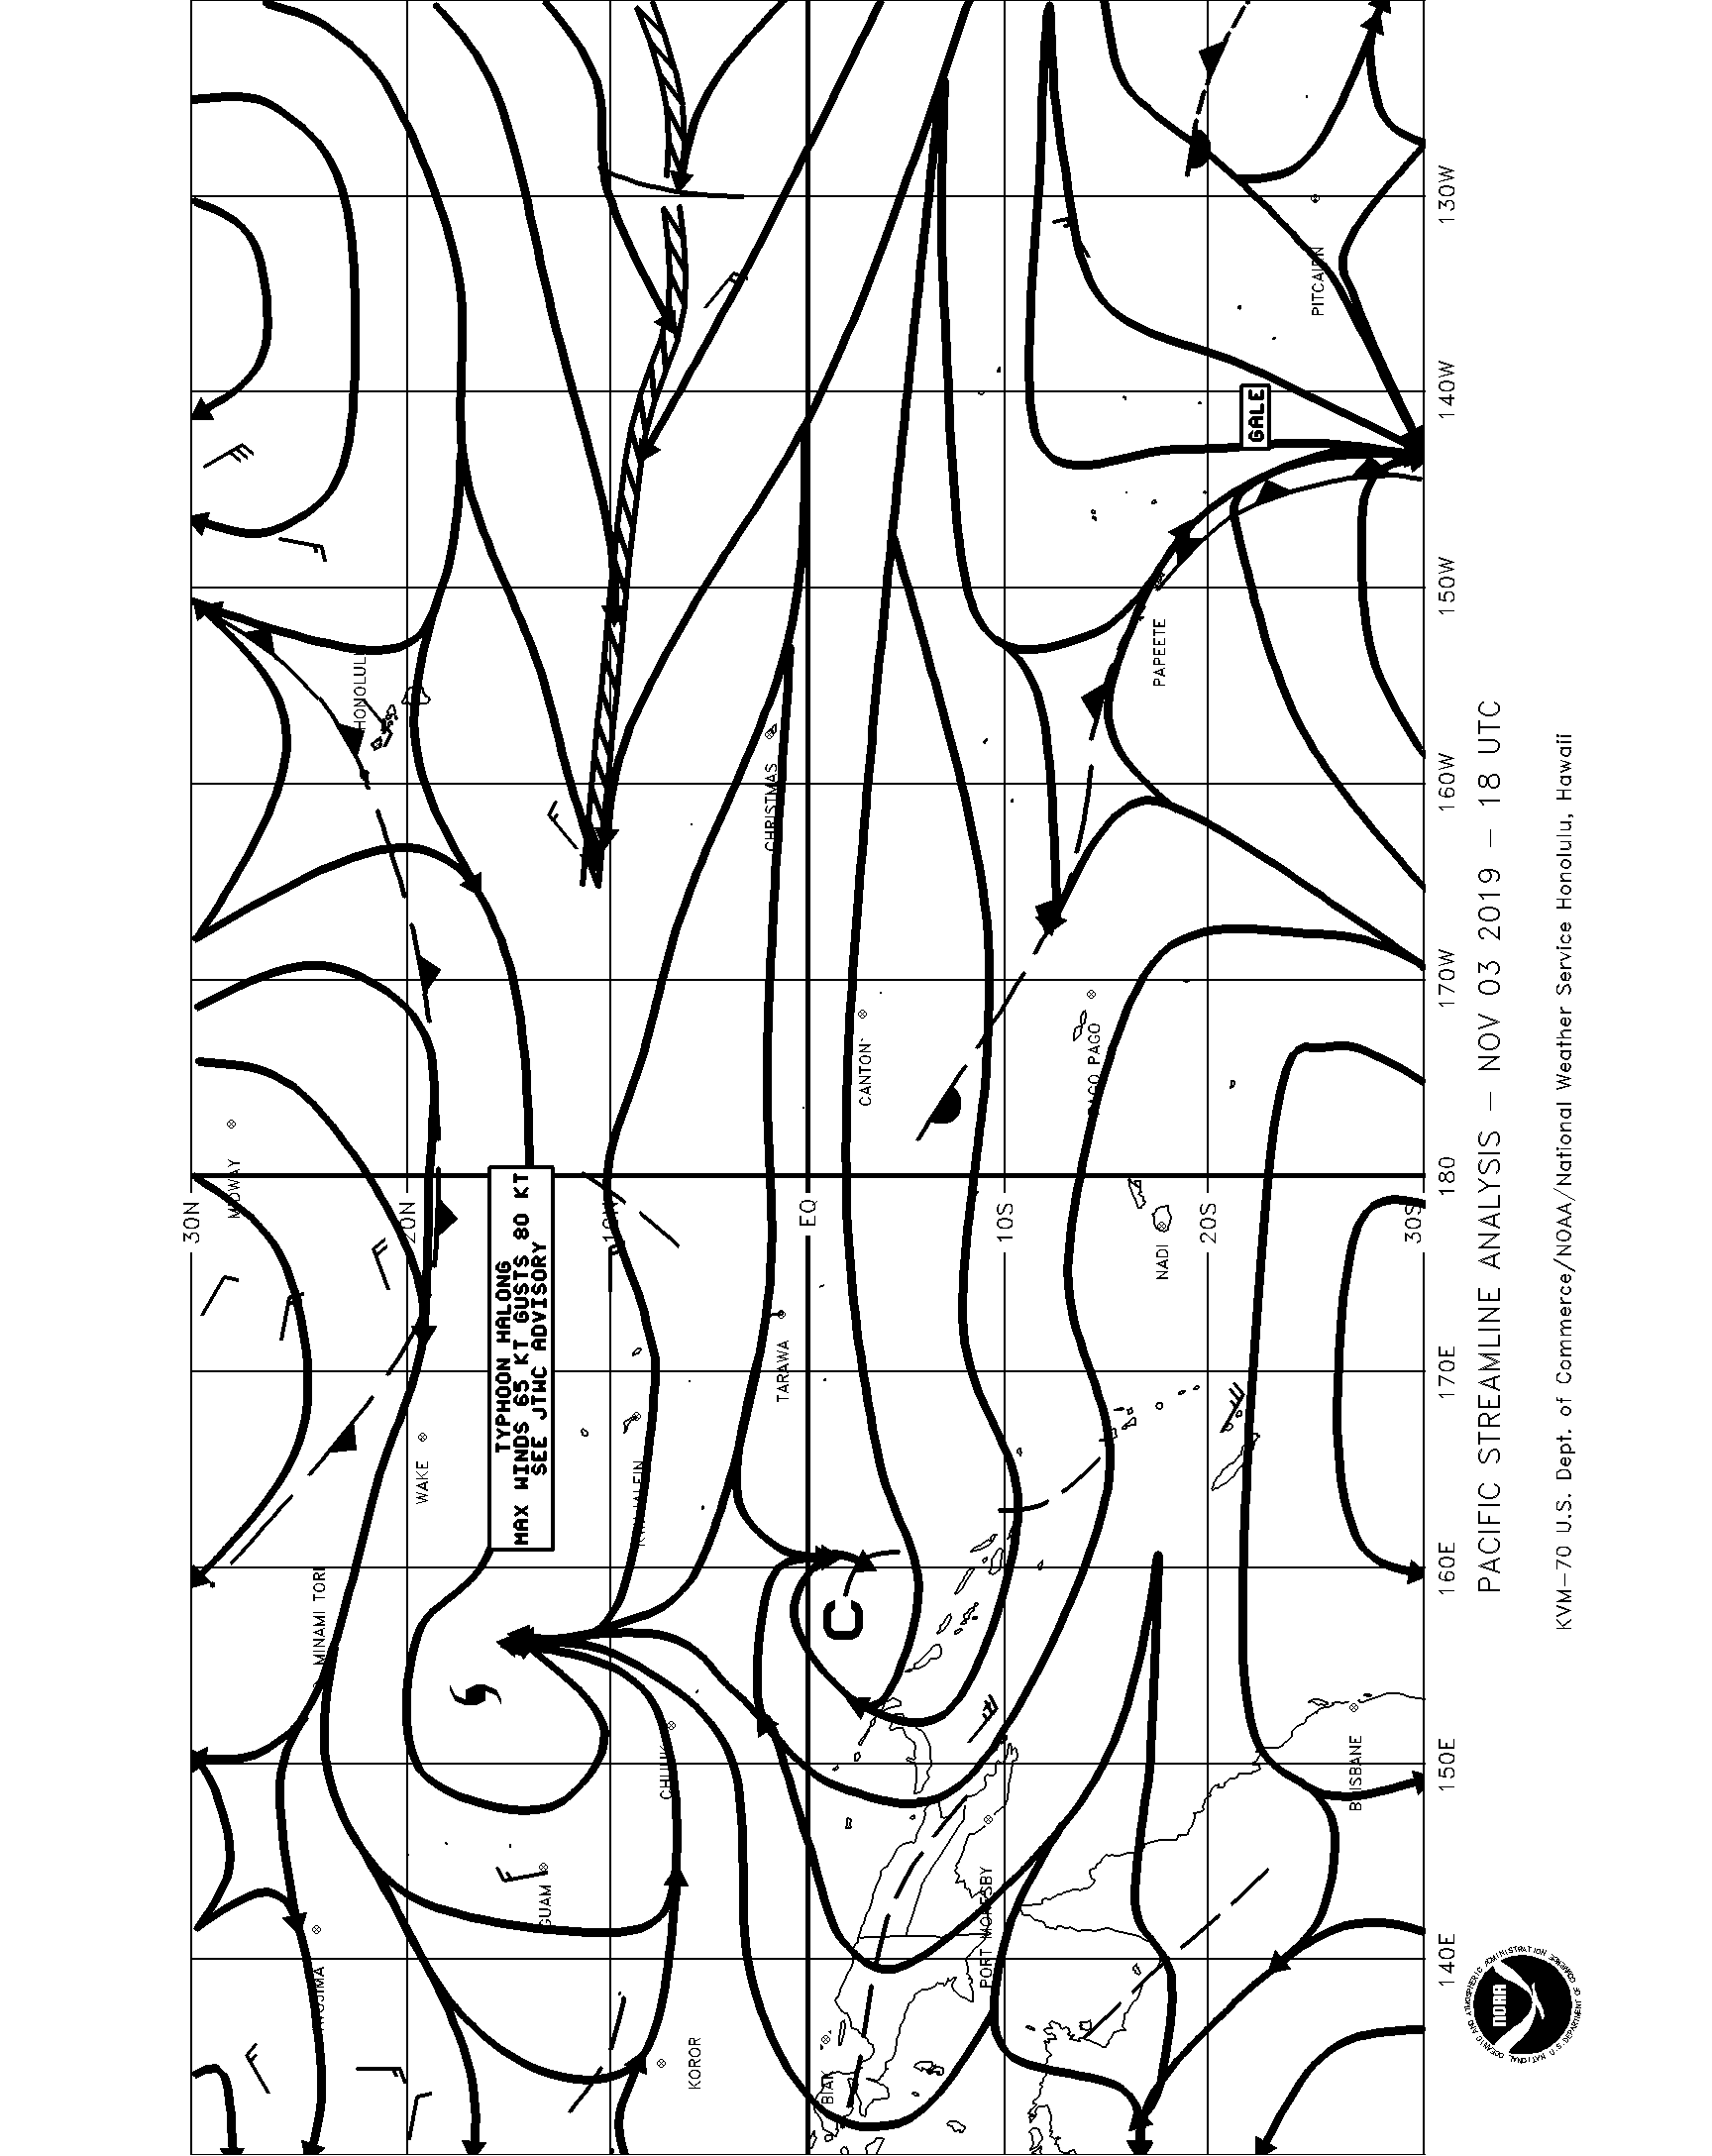 130W
140W
150W
160W
170W
180
170E
160E
150E
140E
30N
20N
10N
EQ
10S
20S
30S
PITCAIRN
GALE
HONOLULU
PAPEETE
CHRISTMAS
CANTON
PAGO PAGO
MIDWAY
NADI
TARAWA
TYPHOON HALONG
MAX WINDS 65 KT GUSTS 80 KT
SEE JTWC ADVISORY
WAKE
KWAJALEIN
MINAMI TORI
C
CHUUK
BRISBANE
GUAM
PORT MORESBY
IWOJIMA
KOROR
BIAK
PACIFIC STREAMLINE ANALYSIS – NOV 03 2019 – 18 UTC
KVM–70 U.S. Dept. of Commerce/NOAA/National Weather Service Honolulu, Hawaii
NATIONAL OCEANIC AND ATMOSPHERIC ADMINISTRATION
U.S. DEPARTMENT OF COMMERCE
NOAA